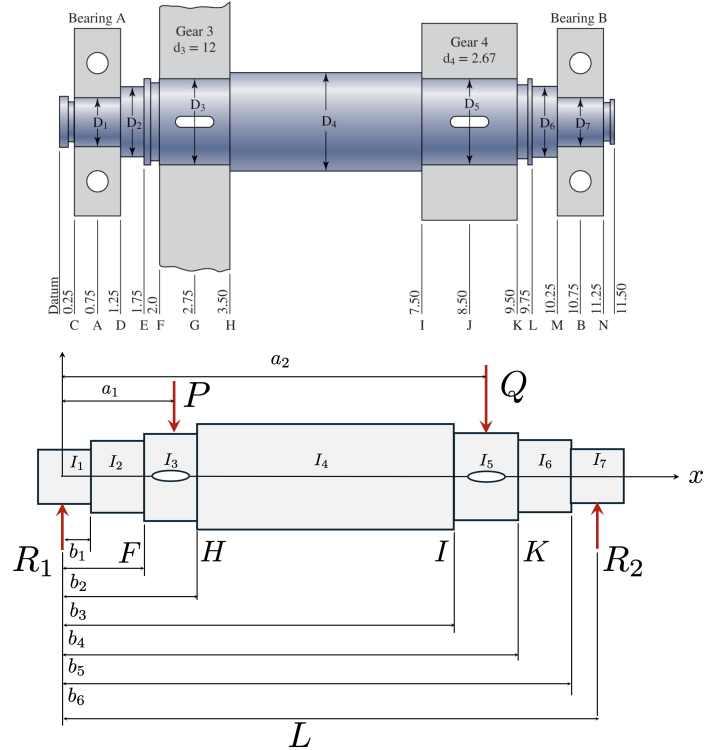 Bearing A
Bearing B
Gear 3
d₃ = 12
Gear 4
d₄ = 2.67
D₁
D₂
D₃
D₄
D₅
D₆
D₇
Datum
0.25
0.75
1.25
1.75
2.0
2.75
3.50
7.50
8.50
9.50
9.75
10.25
10.75
11.25
11.50
C
A
D
E
F
G
H
I
J
K
L
M
B
N
a₂
a₁
P
Q
I₁
I₂
I₃
I₄
I₅
I₆
I₇
x
R₁
b₁
F
H
I
K
R₂
b₂
b₃
b₄
b₅
b₆
L